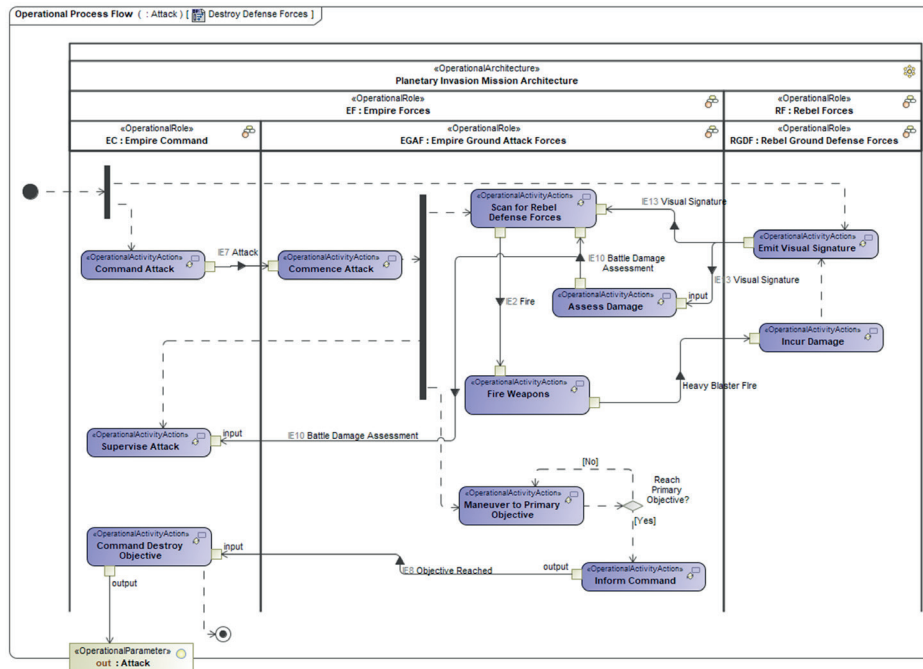 Operational Process Flow ( : Attack ) [ Destroy Defense Forces ]
«OperationalArchitecture»
Planetary Invasion Mission Architecture
«OperationalRole»
EF : Empire Forces
«OperationalRole»
RF : Rebel Forces
«OperationalRole»
EC : Empire Command
«OperationalRole»
EGAF : Empire Ground Attack Forces
«OperationalRole»
RGDF : Rebel Ground Defense Forces
«OperationalActivityAction»
Scan for Rebel
Defense Forces
IE13 Visual Signature
«OperationalActivityAction»
Emit Visual Signature
«OperationalActivityAction»
Command Attack
IE7 Attack
«OperationalActivityAction»
Commence Attack
IE10 Battle Damage
Assessment
IE13 Visual Signature
«OperationalActivityAction»
Assess Damage
input
IE2 Fire
«OperationalActivityAction»
Incur Damage
«OperationalActivityAction»
Fire Weapons
Heavy Blaster FIre
«OperationalActivityAction»
Supervise Attack
input
IE10 Battle Damage Assessment
[No]
Reach
Primary
Objective?
«OperationalActivityAction»
Maneuver to Primary
Objective
[Yes]
«OperationalActivityAction»
Command Destroy
Objective
input
IE8 Objective Reached
output
«OperationalActivityAction»
Inform Command
output
«OperationalParameter»
out : Attack